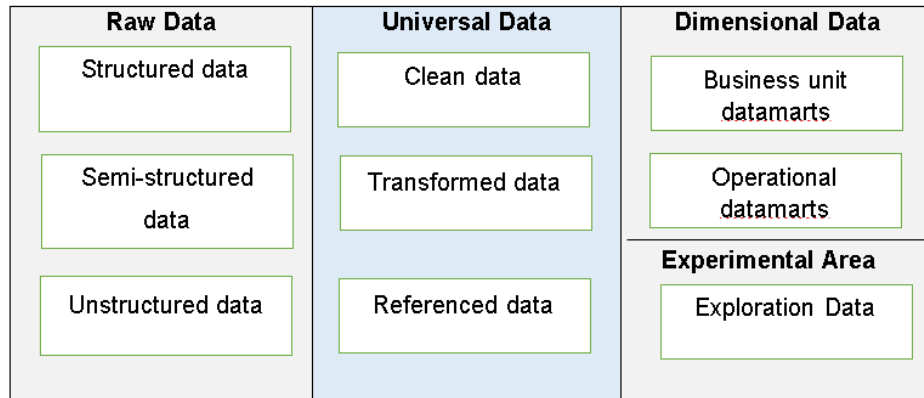 Raw Data
Structured data
Semi-structured
data
Unstructured data
Universal Data
Clean data
Transformed data
Referenced data
Dimensional Data
Business unit
datamarts
Operational
datamarts
Experimental Area
Exploration Data